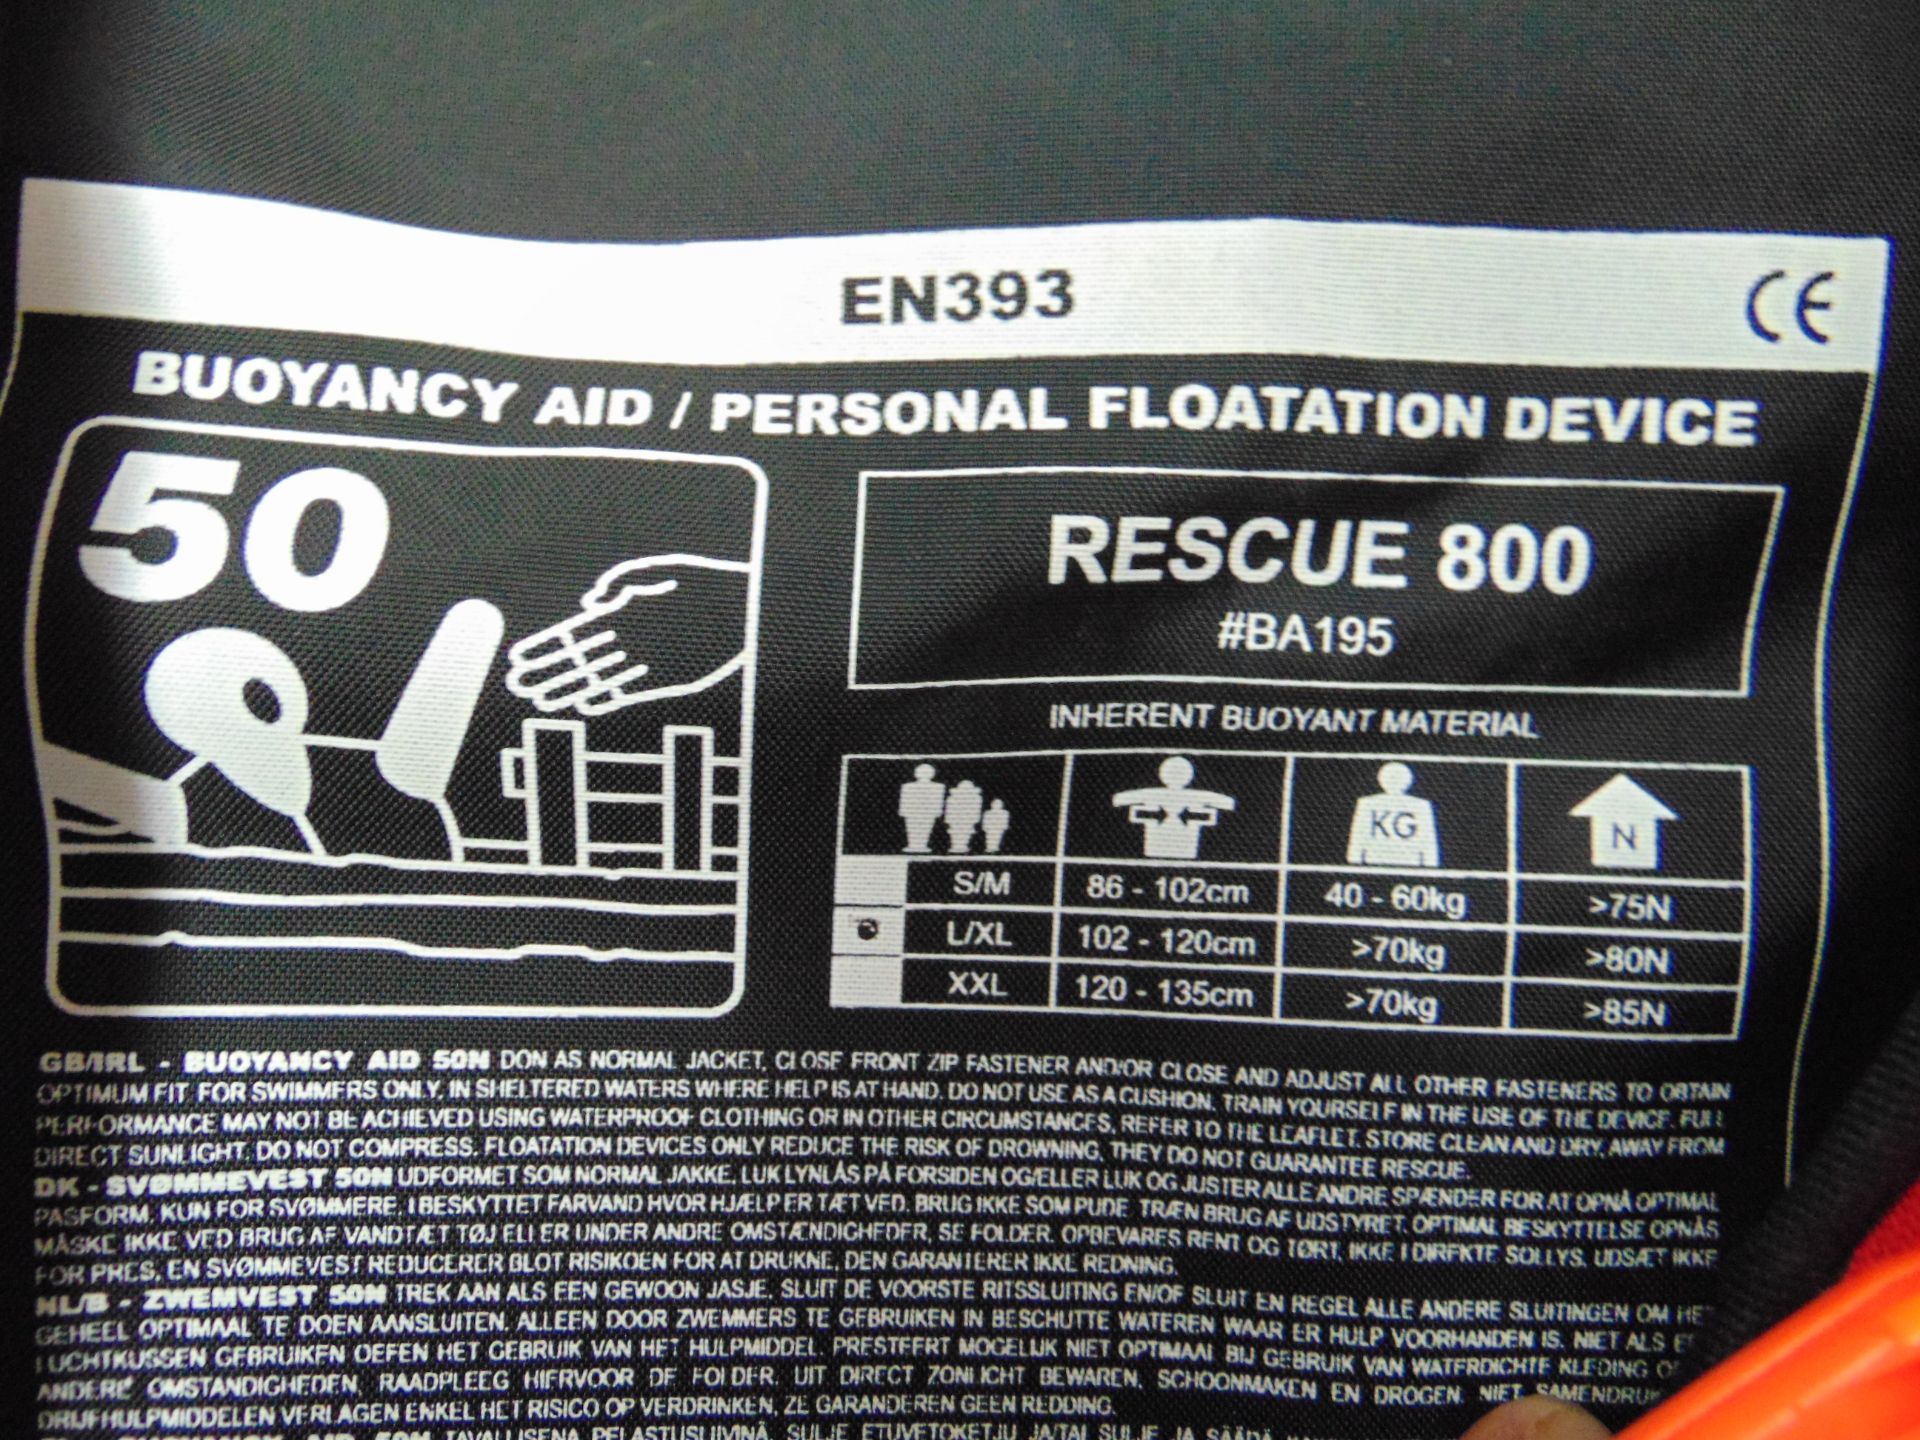 EN393
CE
BUOYANCY AID / PERSONAL FLOATATION DEVICE
50
RESCUE 800
#BA195
INHERENT BUOYANT MATERIAL
KG N
S/M 86 - 102cm 40 - 60kg >75N
L/XL 102 - 120cm >70kg >80N
XXL 120 - 135cm >70kg >85N
GB/IRL - BUOYANCY AID 50N DON AS NORMAL JACKET, CLOSE FRONT ZIP FASTENER AND/OR CLOSE AND ADJUST ALL OTHER FASTENERS TO OBTAIN
OPTIMUM FIT. FOR SWIMMERS ONLY, IN SHELTERED WATERS WHERE HELP IS AT HAND. DO NOT USE AS A CUSHION. TRAIN YOURSELF IN THE USE OF THE DEVICE. FULL
PERFORMANCE MAY NOT BE ACHIEVED USING WATERPROOF CLOTHING OR IN OTHER CIRCUMSTANCES, REFER TO THE LEAFLET. STORE CLEAN AND DRY, AWAY FROM
DIRECT SUNLIGHT. DO NOT COMPRESS. FLOATATION DEVICES ONLY REDUCE THE RISK OF DROWNING, THEY DO NOT GUARANTEE RESCUE.
DK - SVØMMEVEST 50N UDFORMET SOM NORMAL JAKKE. LUK LYNLÅS PÅ FORSIDEN OG/ELLER LUK OG JUSTER ALLE ANDRE SPÆNDER FOR AT OPNÅ OPTIMAL
PASFORM. KUN FOR SVØMMERE, I BESKYTTET FARVAND HVOR HJÆLP ER TÆT VED. BRUG IKKE SOM PUDE. TRÆN BRUG AF UDSTYRET. OPTIMAL BESKYTTELSE OPNÅS
MÅSKE IKKE VED BRUG AF VANDTÆT TØJ ELLER UNDER ANDRE OMSTÆNDIGHEDER, SE FOLDER. OPBEVARES RENT OG TØRT, IKKE I DIREKTE SOLLYS. UDSÆT IKKE
FOR PRES. EN SVØMMEVEST REDUCERER BLOT RISIKOEN FOR AT DRUKNE, DEN GARANTERER IKKE REDNING.
NL/B - ZWEMVEST 50N TREK AAN ALS EEN GEWOON JASJE. SLUIT DE VOORSTE RITSSLUITING EN/OF SLUIT EN REGEL ALLE ANDERE SLUITINGEN OM HET
GEHEEL OPTIMAAL TE DOEN AANSLUITEN. ALLEEN DOOR ZWEMMERS TE GEBRUIKEN IN BESCHUTTE WATEREN WAAR ER HULP VOORHANDEN IS. NIET ALS
LUCHTKUSSEN GEBRUIKEN OEFEN HET GEBRUIK VAN HET HULPMIDDEL. PRESTEERT MOGELIJK NIET OPTIMAAL BIJ GEBRUIK VAN WATERDICHTE KLEDING
ANDERE OMSTANDIGHEDEN, RAADPLEEG HIERVOOR DE FOLDER. UIT DIRECT ZONLICHT BEWAREN, SCHOONMAKEN EN DROGEN. NIET
DRIJFHULPMIDDELEN VERLAGEN ENKEL HET RISICO OP VERDRINKEN, ZE GARANDEREN GEEN REDDING.
50N TAVALLISENA PELASTUSLIIVINÄ. SULJE ETUVETOKETJU JA/TAI SULJE JA SÄÄDÄ